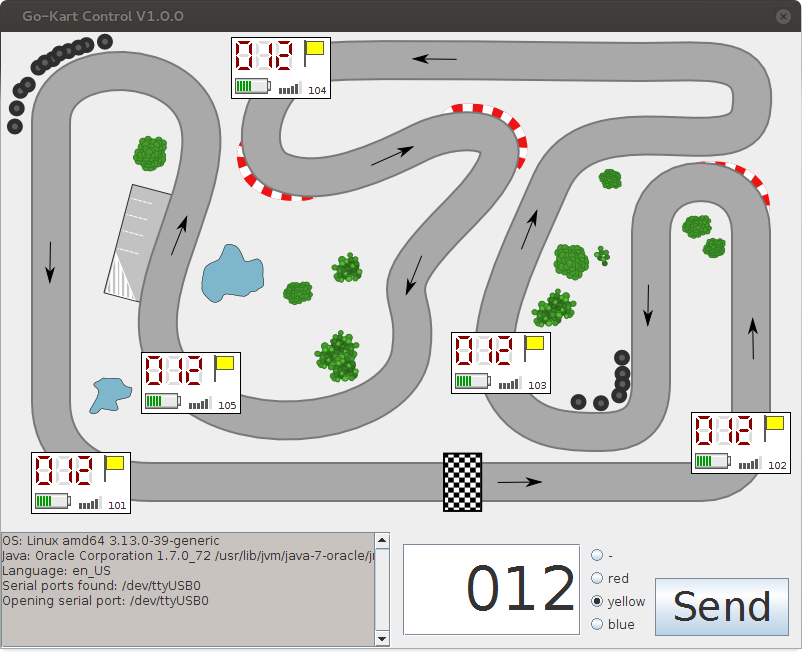 Go-Kart Control V1.0.0
012
104
012
103
012
105
012
102
012
101
OS: Linux amd64 3.13.0-39-generic
Java: Oracle Corporation 1.7.0_72 /usr/lib/jvm/java-7-oracle/
Language: en_US
Serial ports found: /dev/ttyUSB0
Opening serial port: /dev/ttyUSB0
012
-
red
yellow
blue
Send